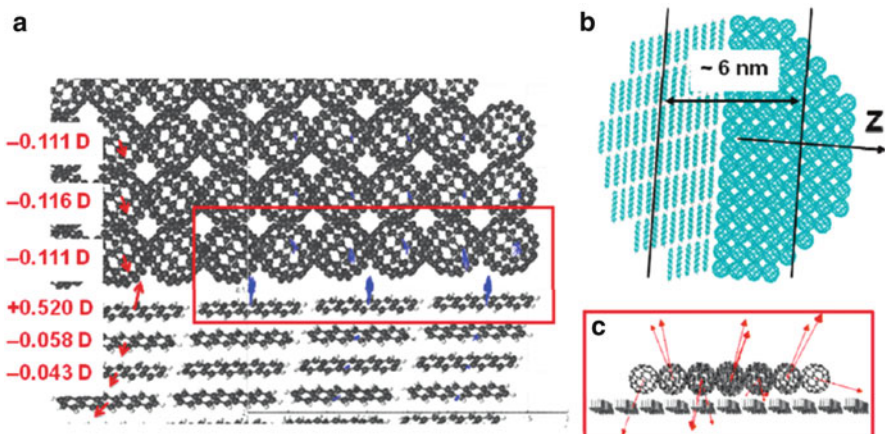 a
−0.111 D
−0.116 D
−0.111 D
+0.520 D
−0.058 D
−0.043 D
b
~ 6 nm
Z
c